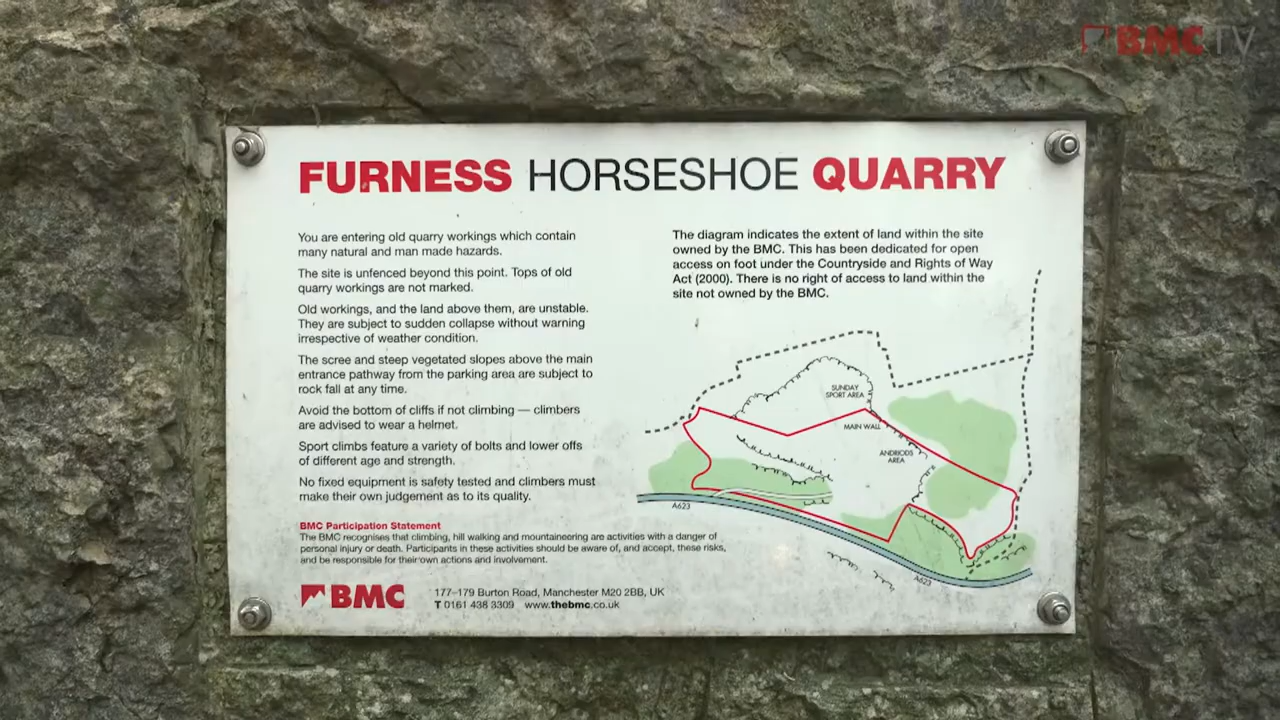 BMC TV
FURNESS HORSESHOE QUARRY
You are entering old quarry workings which contain
many natural and man made hazards.
The site is unfenced beyond this point. Tops of old
quarry workings are not marked.
Old workings, and the land above them, are unstable.
They are subject to sudden collapse without warning
irrespective of weather condition.
The scree and steep vegetated slopes above the main
entrance pathway from the parking area are subject to
rock fall at any time.
Avoid the bottom of cliffs if not climbing — climbers
are advised to wear a helmet.
Sport climbs feature a variety of bolts and lower offs
of different age and strength.
No fixed equipment is safety tested and climbers must
make their own judgement as to its quality.
The diagram indicates the extent of land within the site
owned by the BMC. This has been dedicated for open
access on foot under the Countryside and Rights of Way
Act (2000). There is no right of access to land within the
site not owned by the BMC.
SUNDAY
SPORT AREA
MAIN WALL
ANDRIODS
AREA
A623
A623
BMC Participation Statement
The BMC recognises that climbing, hill walking and mountaineering are activities with a danger of
personal injury or death. Participants in these activities should be aware of, and accept, these risks,
and be responsible for their own actions and involvement.
BMC
177–179 Burton Road, Manchester M20 2BB, UK
T 0161 438 3309 www.thebmc.co.uk